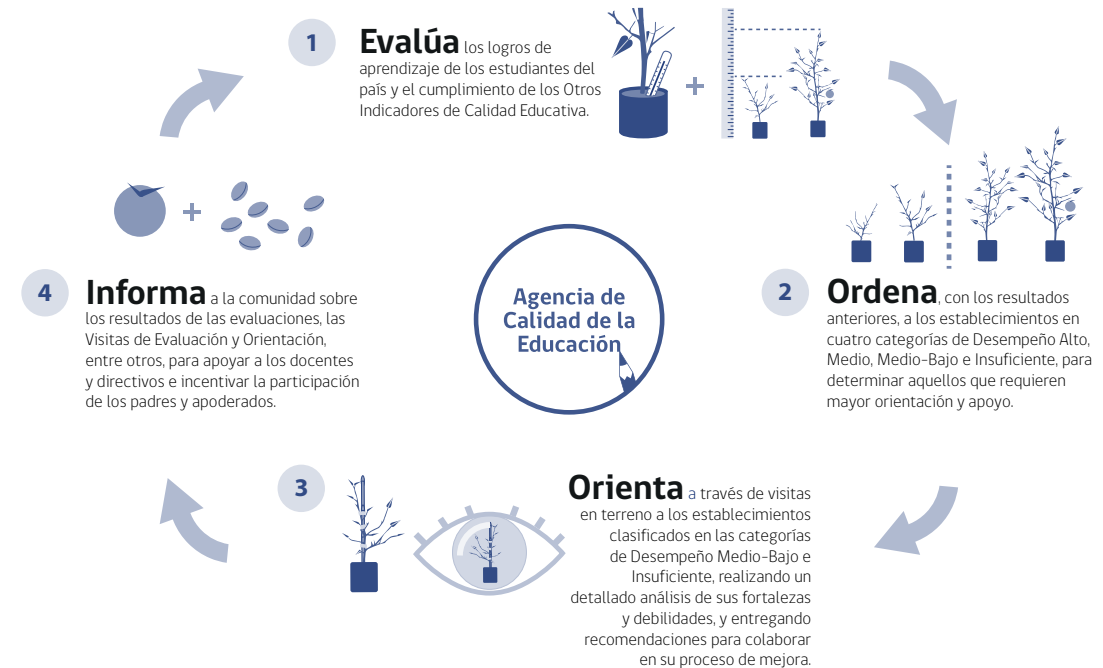 1
Evalúa los logros de
aprendizaje de los estudiantes del
país y el cumplimiento de los Otros
Indicadores de Calidad Educativa.
2
Ordena, con los resultados
anteriores, a los establecimientos en
cuatro categorías de Desempeño Alto,
Medio, Medio-Bajo e Insuficiente, para
determinar aquellos que requieren
mayor orientación y apoyo.
3
Orienta a través de visitas
en terreno a los establecimientos
clasificados en las categorías
de Desempeño Medio-Bajo e
Insuficiente, realizando un
detallado análisis de sus fortalezas
y debilidades, y entregando
recomendaciones para colaborar
en su proceso de mejora.
4
Informa a la comunidad sobre
los resultados de las evaluaciones, las
Visitas de Evaluación y Orientación,
entre otros, para apoyar a los docentes
y directivos e incentivar la participación
de los padres y apoderados.
Agencia de
Calidad de la
Educación